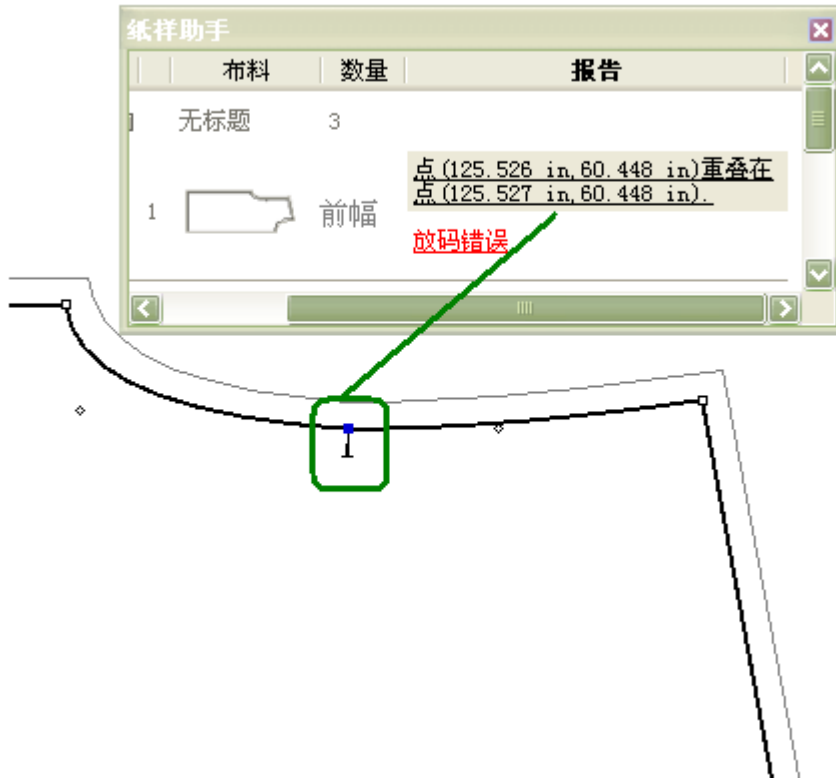 纸样助手
布料 数量 报告
无标题 3
点(125.526 in,60.448 in)重叠在
点(125.527 in,60.448 in).
1 前幅
放码错误